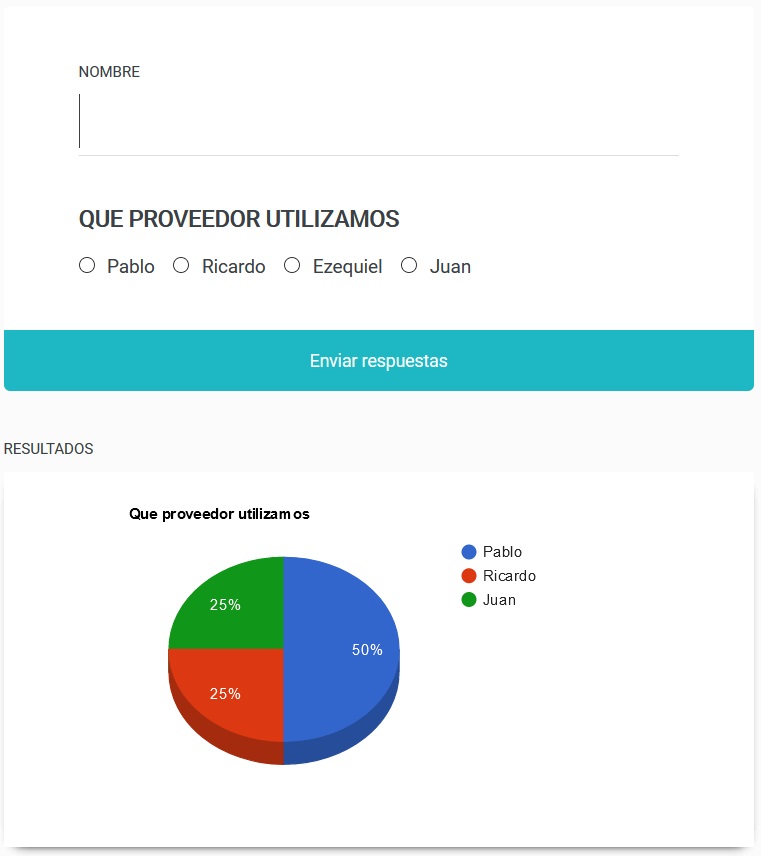 NOMBRE
QUE PROVEEDOR UTILIZAMOS
Pablo Ricardo Ezequiel Juan
Enviar respuestas
RESULTADOS
Que proveedor utilizamos
Pablo
Ricardo
Juan
25%
50%
25%